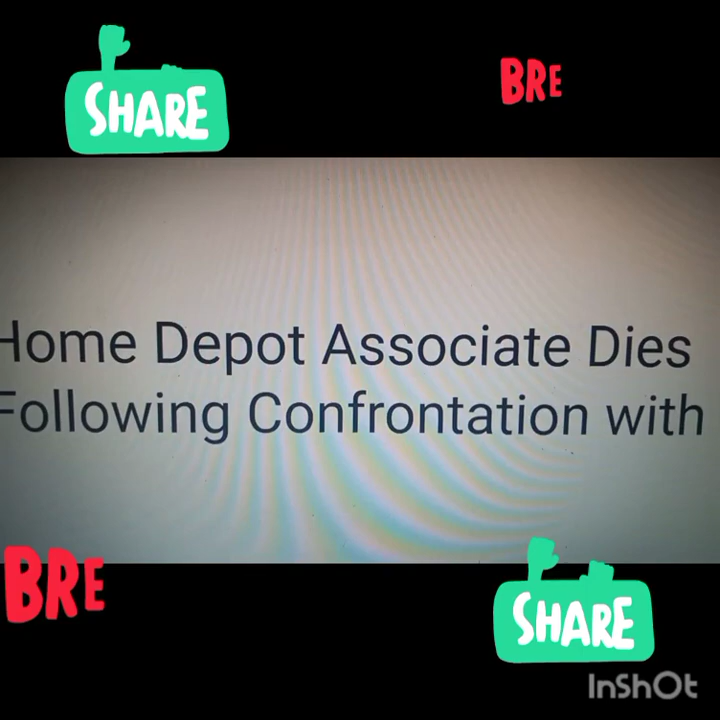 SHARE
BRE
Home Depot Associate Dies
Following Confrontation with
BRE
SHARE
InShOt